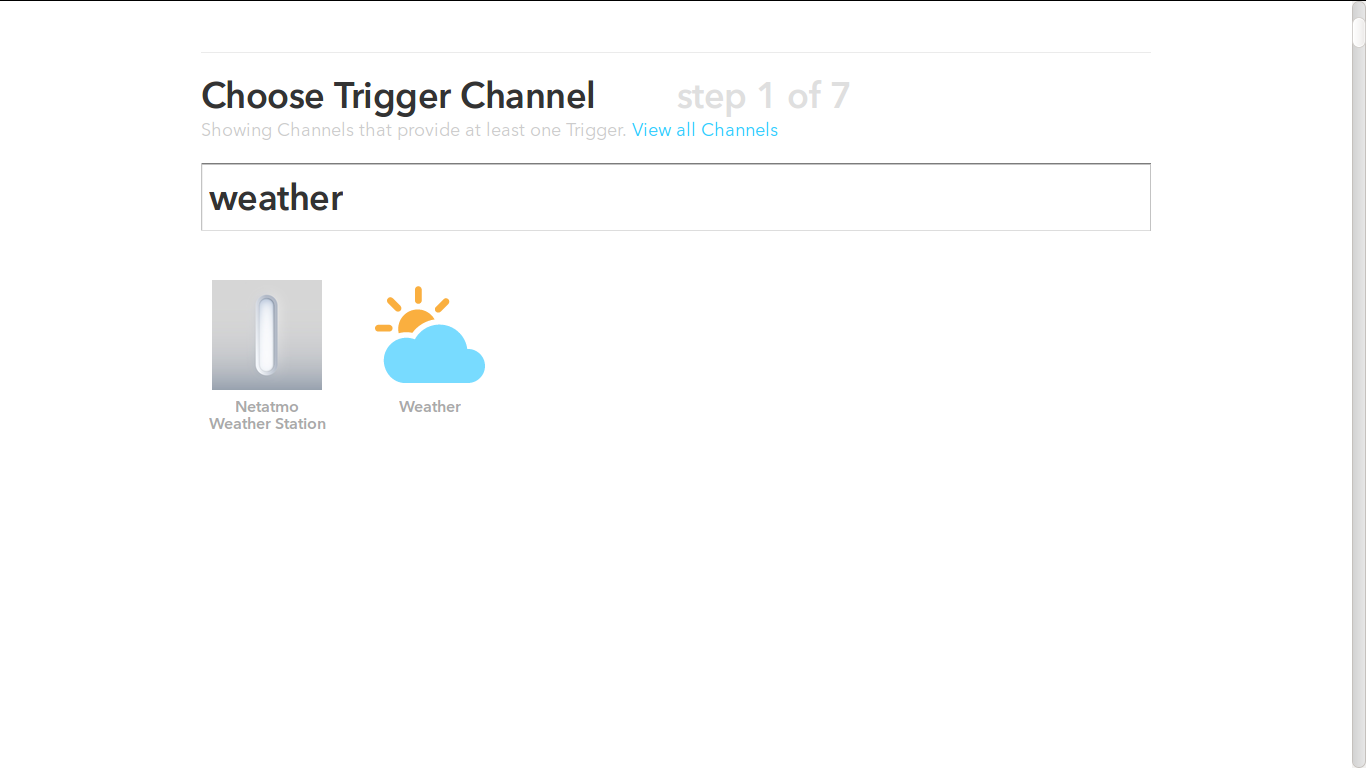 Choose Trigger Channel step 1 of 7
Showing Channels that provide at least one Trigger. View all Channels
weather
Netatmo
Weather Station
Weather